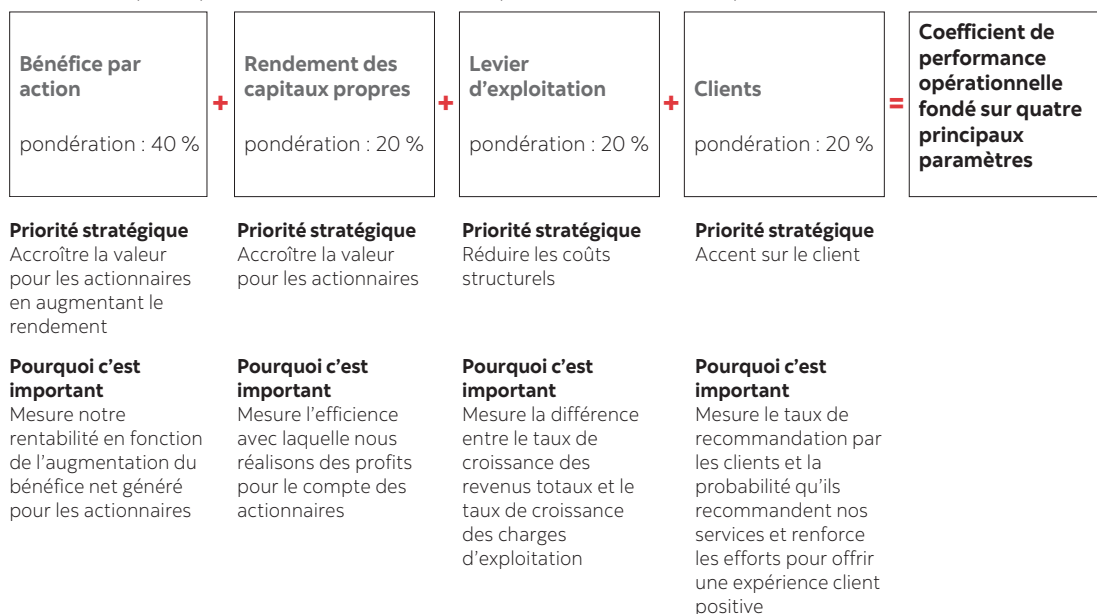 Bénéfice par
action
pondération : 40 %
+
Rendement des
capitaux propres
pondération : 20 %
+
Levier
d’exploitation
pondération : 20 %
+
Clients
pondération : 20 %
=
Coefficient de
performance
opérationnelle
fondé sur quatre
principaux
paramètres
Priorité stratégique
Accroître la valeur
pour les actionnaires
en augmentant le
rendement
Pourquoi c’est
important
Mesure notre
rentabilité en fonction
de l’augmentation du
bénéfice net généré
pour les actionnaires
Priorité stratégique
Accroître la valeur
pour les actionnaires
Pourquoi c’est
important
Mesure l’efficience
avec laquelle nous
réalisons des profits
pour le compte des
actionnaires
Priorité stratégique
Réduire les coûts
structurels
Pourquoi c’est
important
Mesure la différence
entre le taux de
croissance des
revenus totaux et le
taux de croissance
des charges
d’exploitation
Priorité stratégique
Accent sur le client
Pourquoi c’est
important
Mesure le taux de
recommandation par
les clients et la
probabilité qu’ils
recommandent nos
services et renforce
les efforts pour offrir
une expérience client
positive